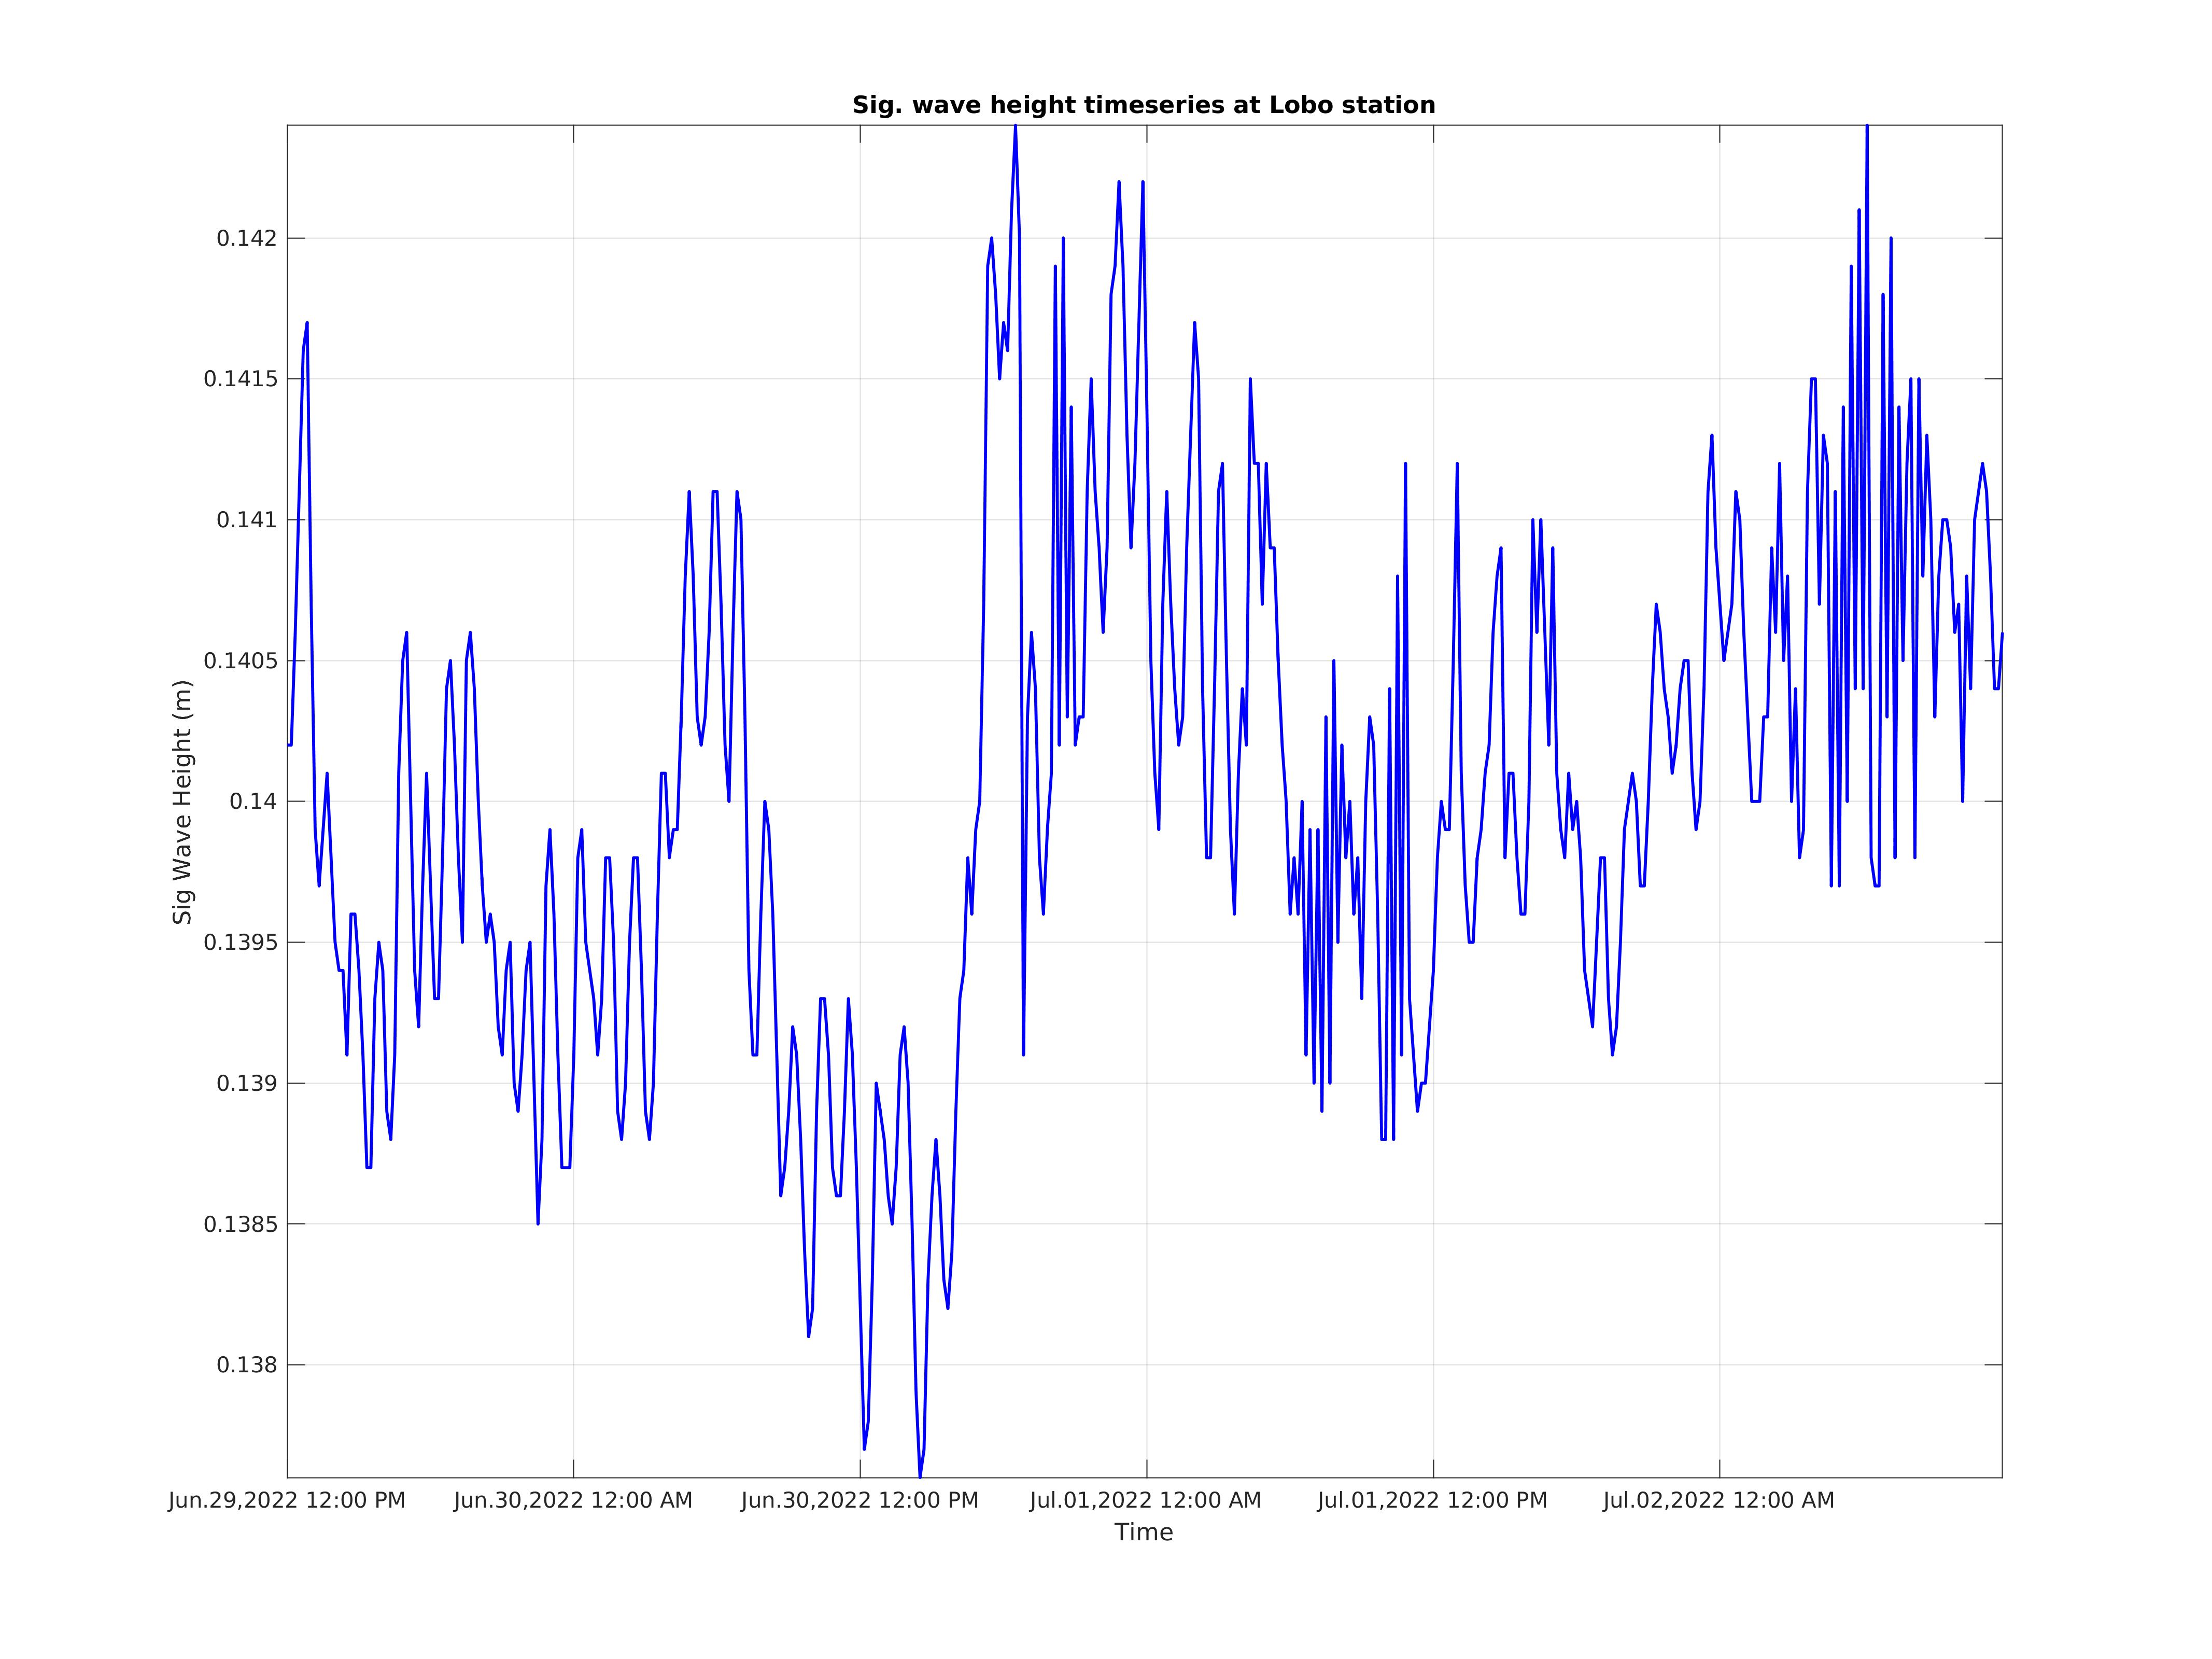 Sig. wave height timeseries at Lobo station
0.142
0.1415
0.141
0.1405
0.14
0.1395
0.139
0.1385
0.138
Sig Wave Height (m)
Jun.29,2022 12:00 PM Jun.30,2022 12:00 AM Jun.30,2022 12:00 PM Jul.01,2022 12:00 AM Jul.01,2022 12:00 PM Jul.02,2022 12:00 AM
Time